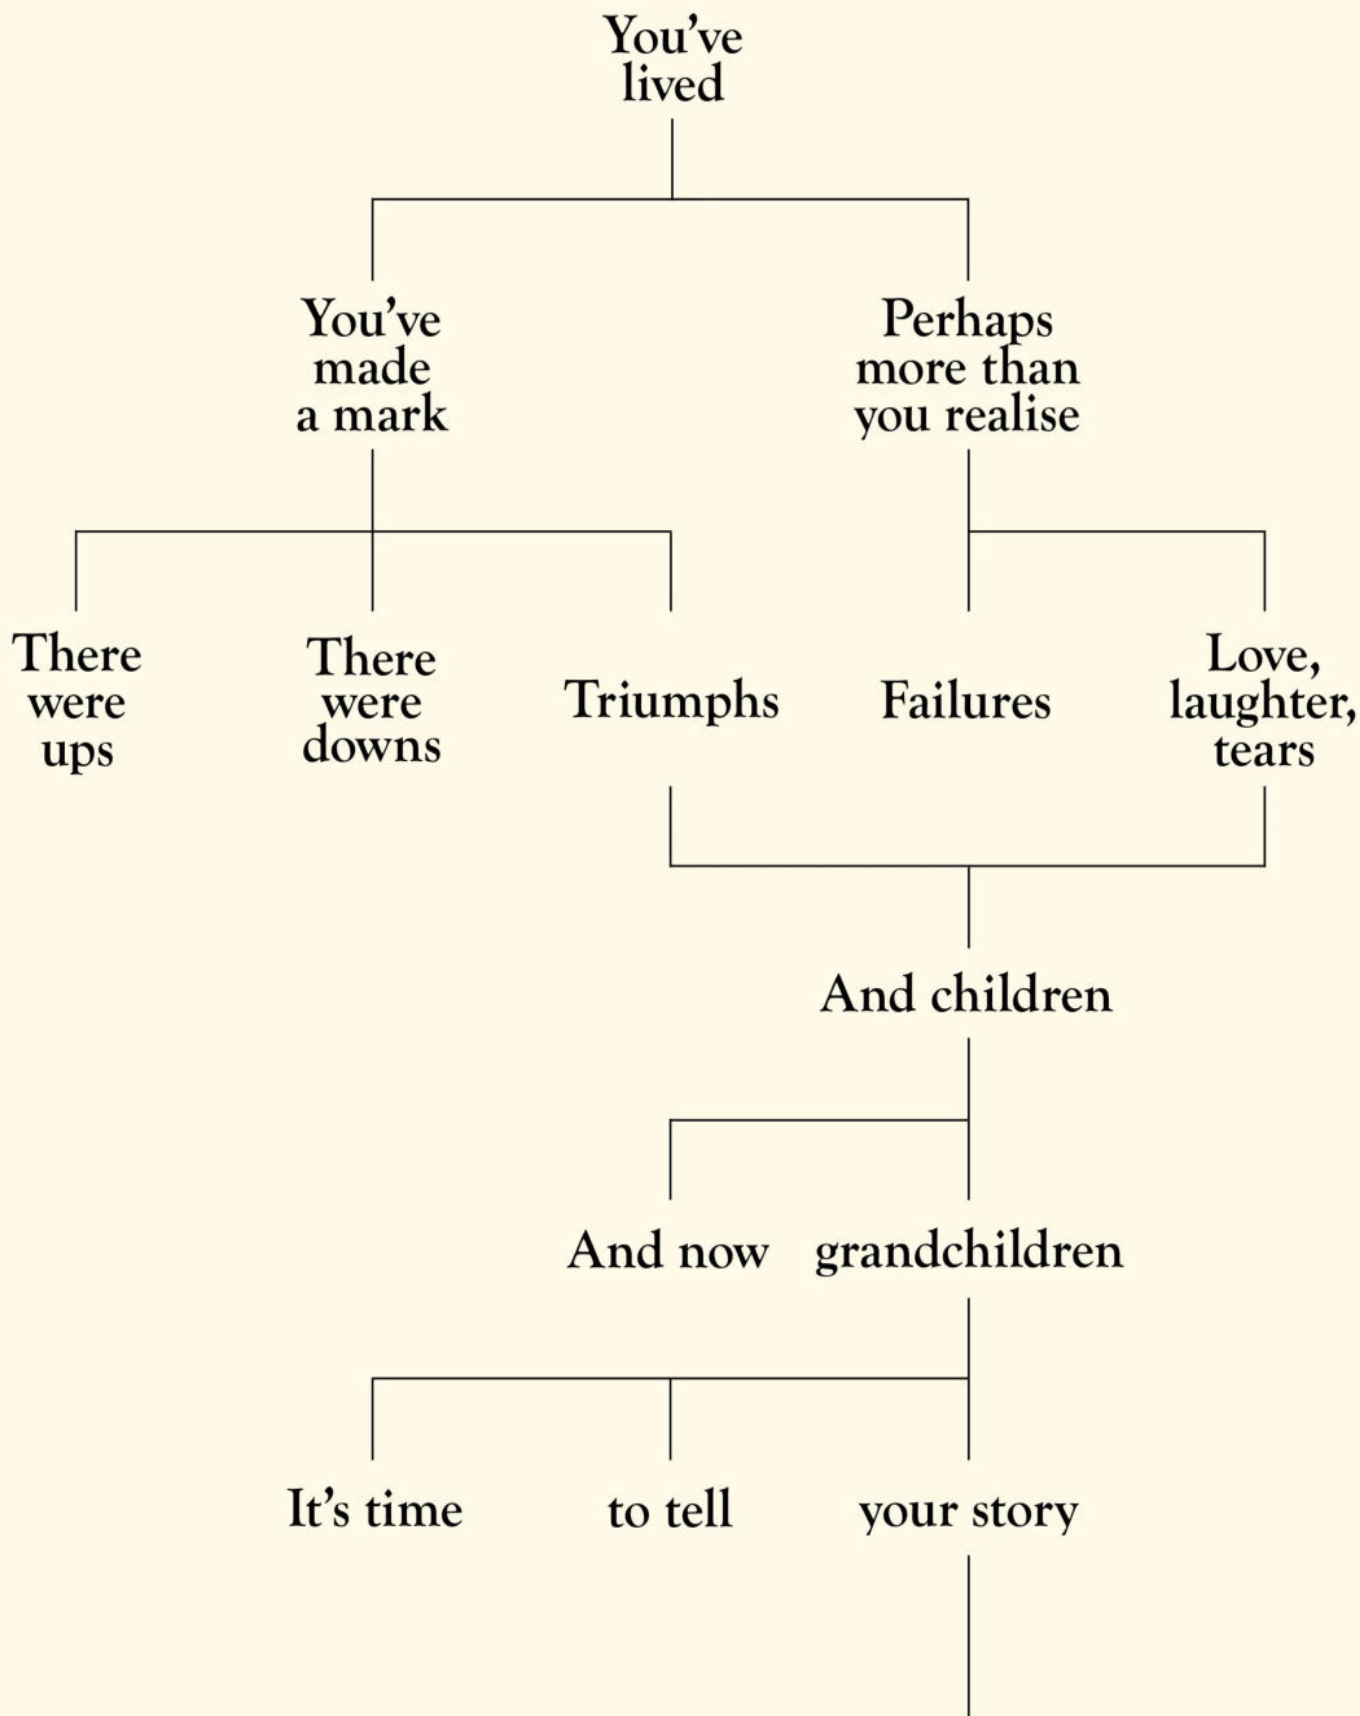 You've
lived
You've
made
a mark
Perhaps
more than
you realise
There
were
ups
There
were
downs
Triumphs
Failures
Love,
laughter,
tears
And children
And now
grandchildren
It's time
to tell
your story